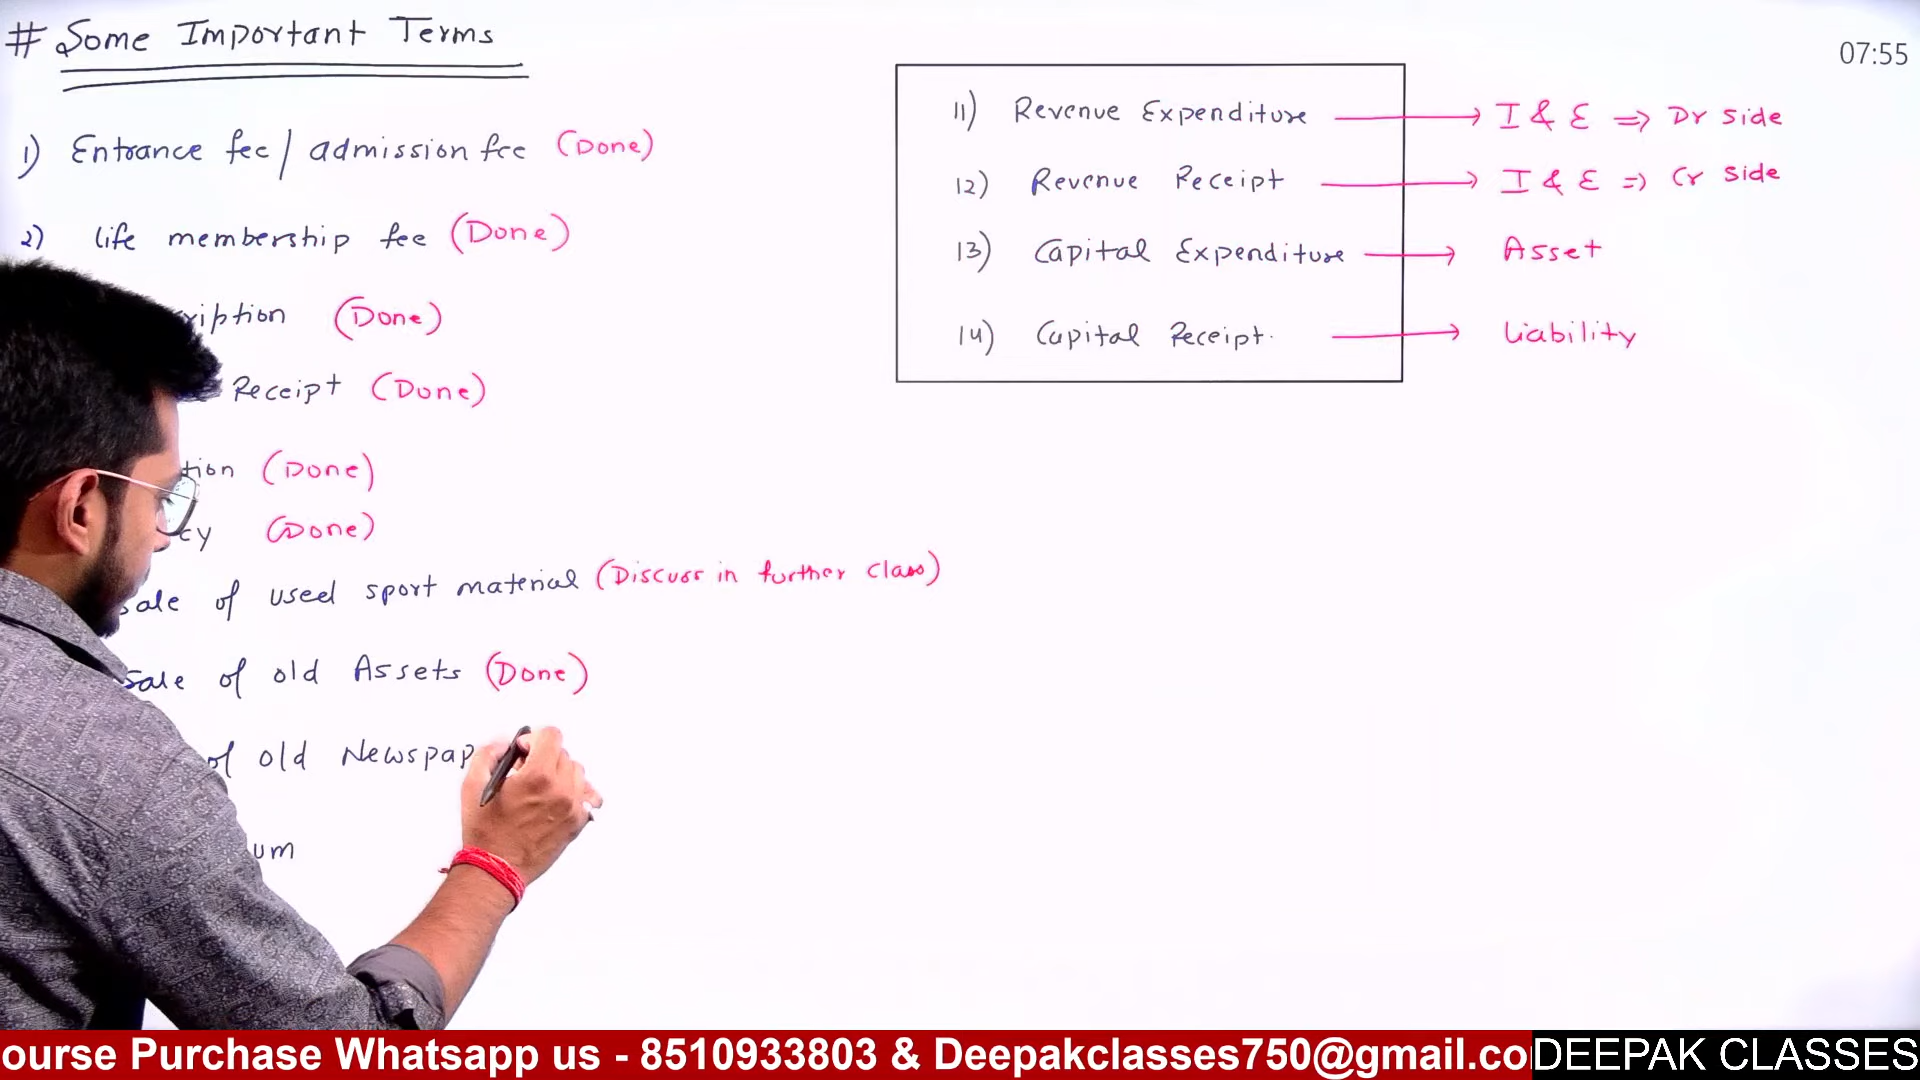 # Some Important Terms
1) Entrance fee / admission fee (Done)
2) life membership fee (Done)
ription (Done)
Receipt (Done)
tion (Done)
cy (Done)
Sale of used sport material (Discuss in further class)
Sale of old Assets (Done)
of old Newspap
um
07:55
11) Revenue Expenditure → I & E => Dr side
12) Revenue Receipt → I & E => Cr side
13) Capital Expenditure → Asset
14) Capital Receipt. → Liability
ourse Purchase Whatsapp us - 8510933803 & Deepakclasses750@gmail.co
DEEPAK CLASSES